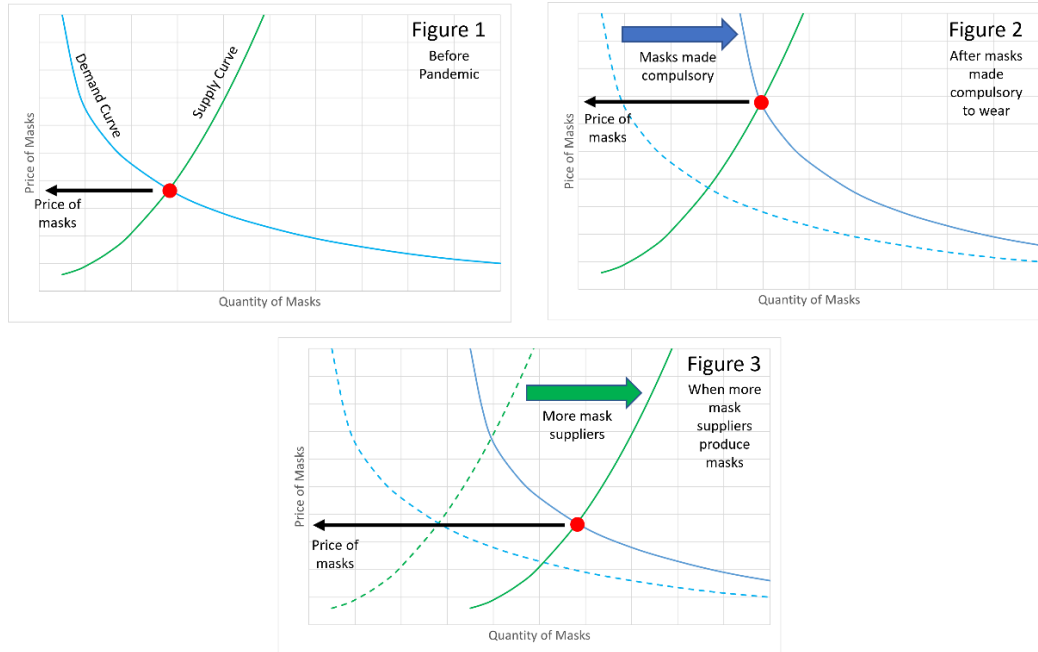 Figure 1
Before
Pandemic
Demand Curve
Supply Curve
Price of
masks
Price of Masks
Quantity of Masks
Figure 2
After masks
made
compulsory
to wear
Masks made
compulsory
Price of
masks
Pice of Masks
Quantity of Masks
Figure 3
When more
mask
suppliers
produce
masks
More mask
suppliers
Price of
masks
Price of Masks
Quantity of Masks